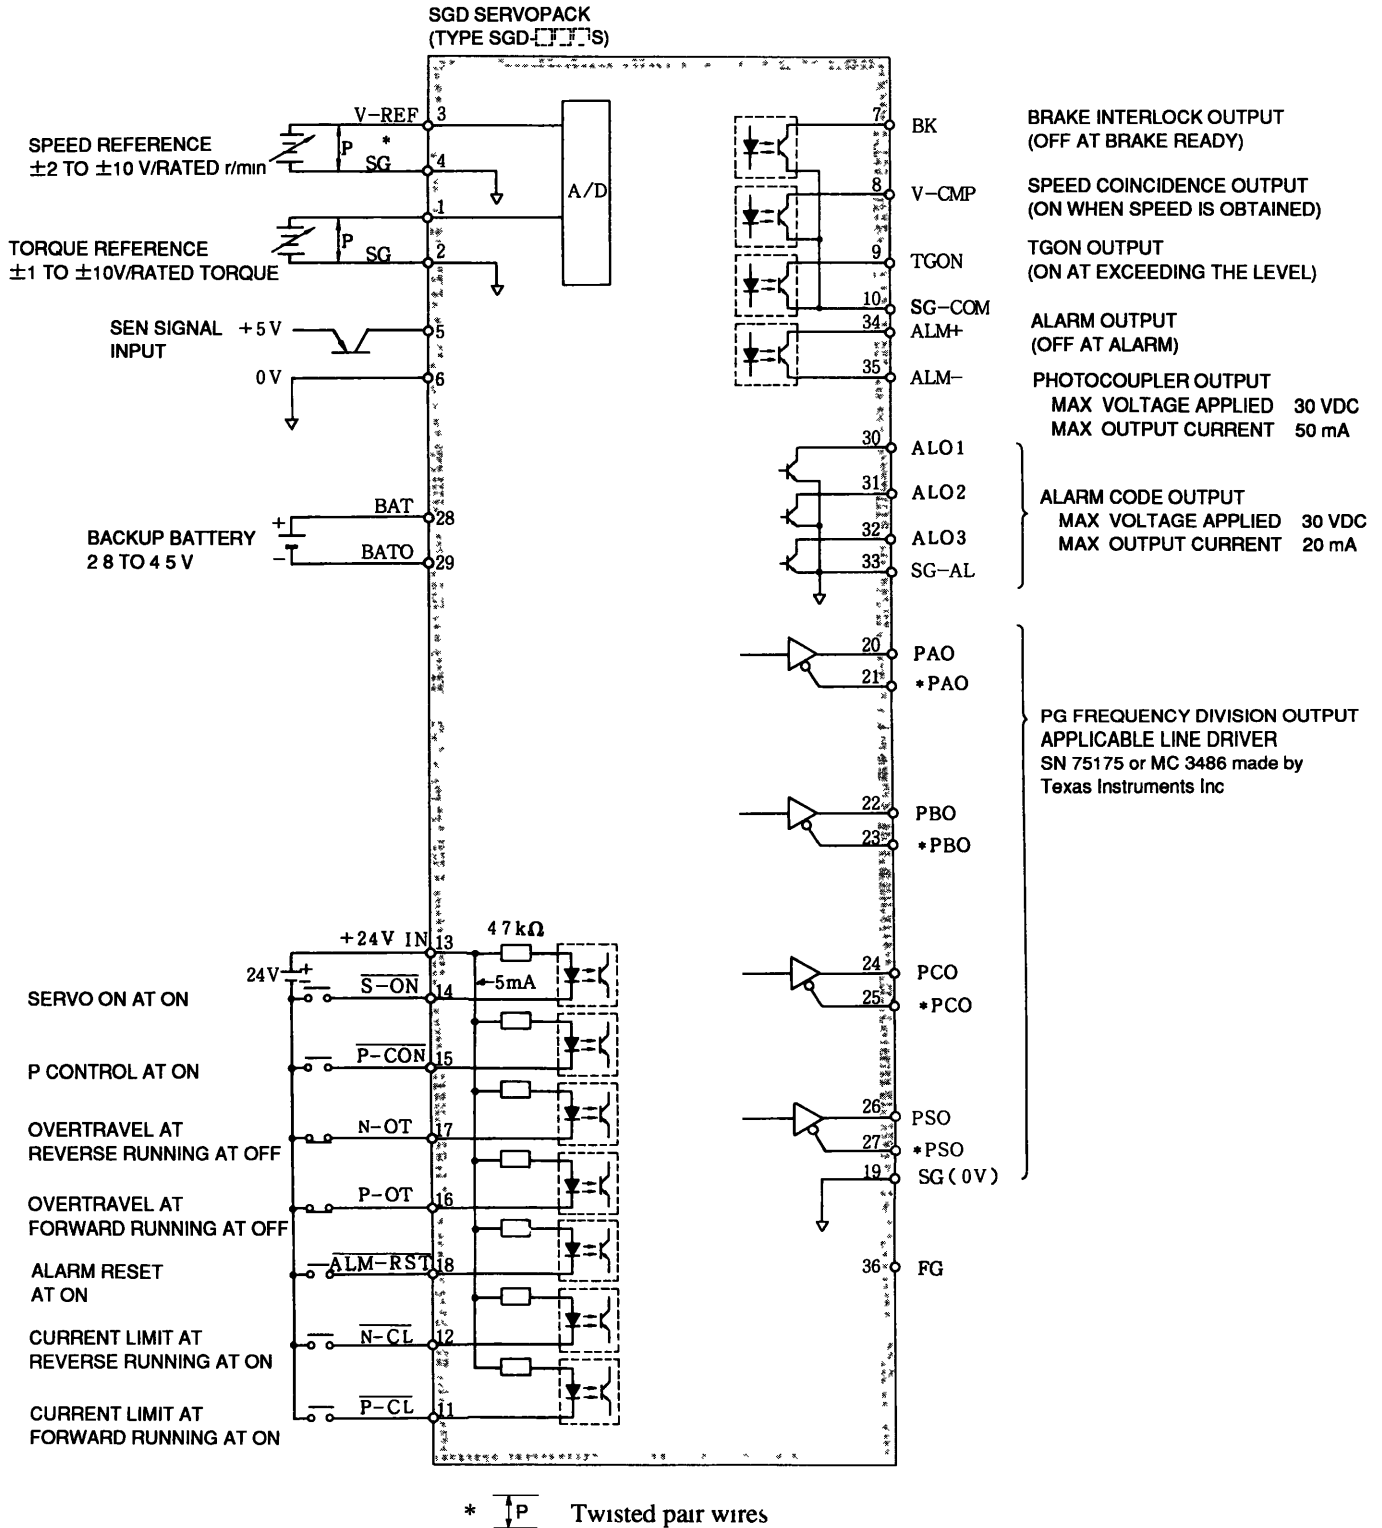 SGD SERVOPACK
(TYPE SGD-□□□S)
V-REF 3
SPEED REFERENCE
±2 TO ±10 V/RATED r/min
P *
SG 4
1
A/D
TORQUE REFERENCE
±1 TO ±10V/RATED TORQUE
P
SG 2
SEN SIGNAL
INPUT
+5V 5
0V 6
BACKUP BATTERY
2 8 TO 4 5 V
+
BAT 28
-
BATO 29
+24V IN 13
4 7 kΩ
24V + -
←5mA
SERVO ON AT ON
S-ON 14
P CONTROL AT ON
P-CON 15
OVERTRAVEL AT
REVERSE RUNNING AT OFF
N-OT 17
OVERTRAVEL AT
FORWARD RUNNING AT OFF
P-OT 16
ALARM RESET
AT ON
ALM-RST 18
CURRENT LIMIT AT
REVERSE RUNNING AT ON
N-CL 12
CURRENT LIMIT AT
FORWARD RUNNING AT ON
P-CL 11
7 BK
BRAKE INTERLOCK OUTPUT
(OFF AT BRAKE READY)
8 V-CMP
SPEED COINCIDENCE OUTPUT
(ON WHEN SPEED IS OBTAINED)
9 TGON
TGON OUTPUT
(ON AT EXCEEDING THE LEVEL)
10 SG-COM
34 ALM+
ALARM OUTPUT
(OFF AT ALARM)
35 ALM-
PHOTOCOUPLER OUTPUT
MAX VOLTAGE APPLIED 30 VDC
MAX OUTPUT CURRENT 50 mA
30 ALO1
31 ALO2
32 ALO3
33 SG-AL
ALARM CODE OUTPUT
MAX VOLTAGE APPLIED 30 VDC
MAX OUTPUT CURRENT 20 mA
20 PAO
21 *PAO
PG FREQUENCY DIVISION OUTPUT
APPLICABLE LINE DRIVER
SN 75175 or MC 3486 made by
Texas Instruments Inc
22 PBO
23 *PBO
24 PCO
25 *PCO
26 PSO
27 *PSO
19 SG(0V)
36 FG
* P Twisted pair wires